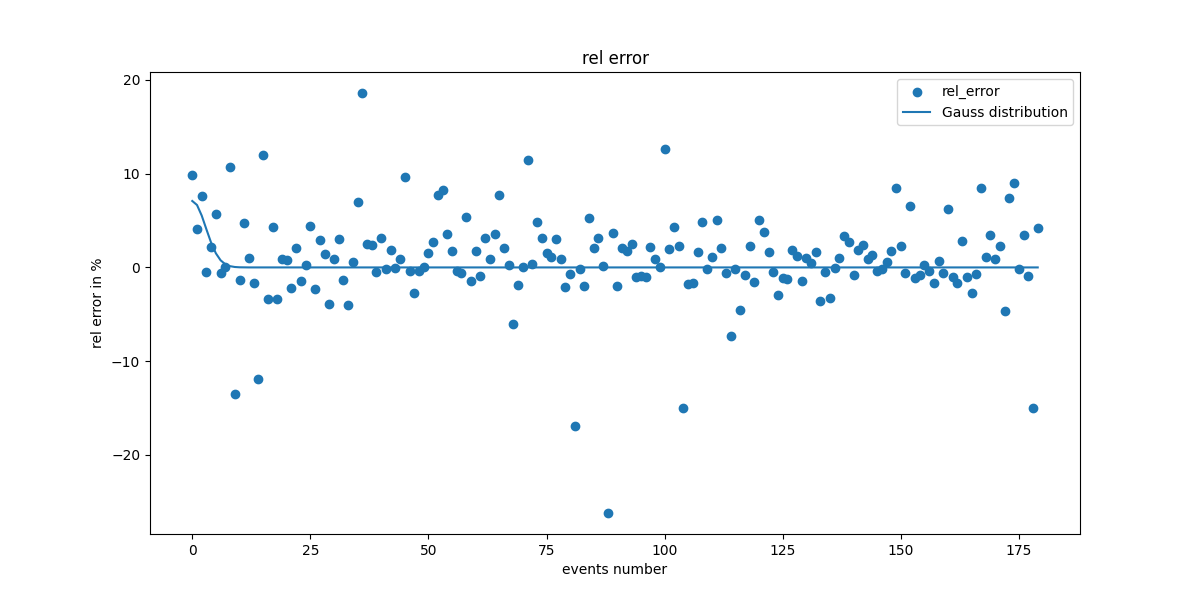 rel error
20
10
0
−10
−20
rel error in %
rel_error
Gauss distribution
0 25 50 75 100 125 150 175
events number